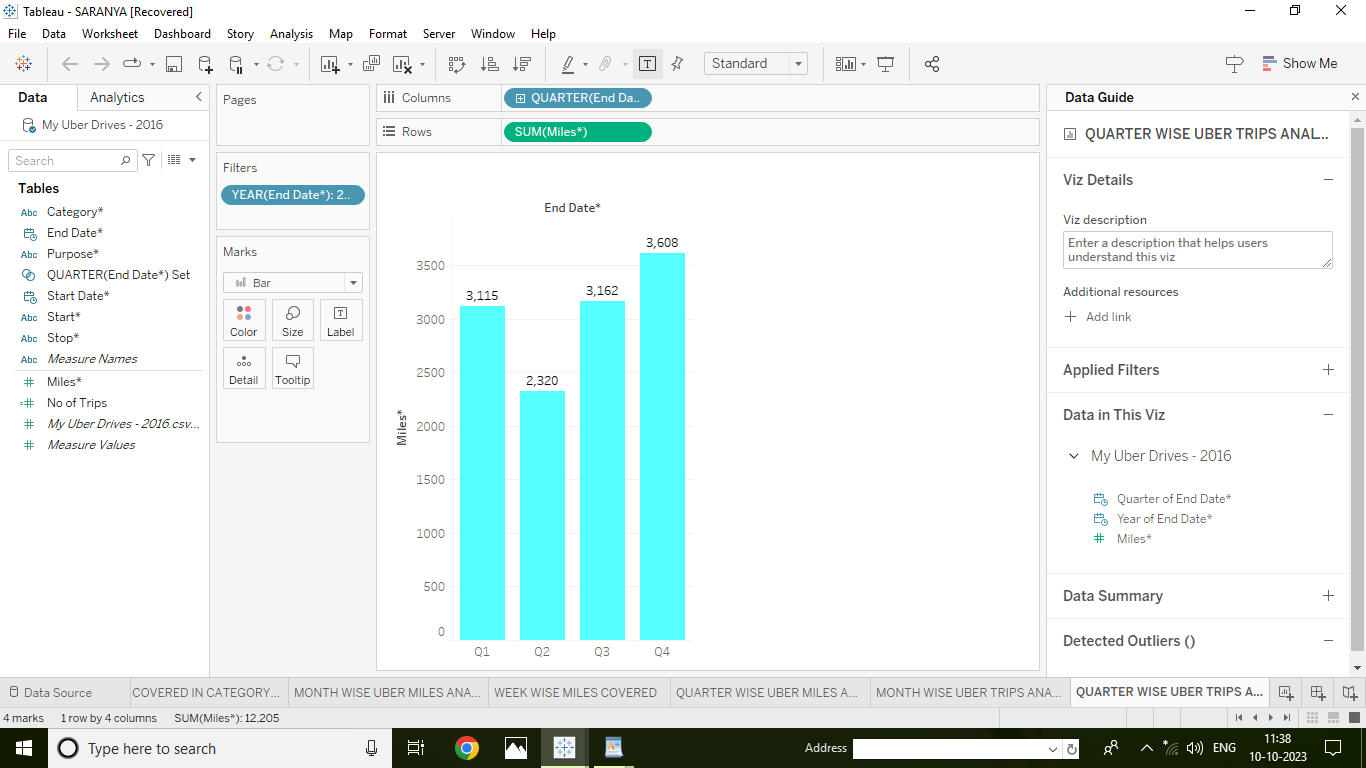 Tableau - SARANYA [Recovered]
File Data Worksheet Dashboard Story Analysis Map Format Server Window Help
Standard
Show Me
Data Analytics
My Uber Drives - 2016
Search
Tables
Abc Category*
End Date*
Abc Purpose*
QUARTER(End Date*) Set
Start Date*
Abc Start*
Abc Stop*
Abc Measure Names
# Miles*
=# No of Trips
# My Uber Drives - 2016.csv...
# Measure Values
Pages
Filters
YEAR(End Date*): 2..
Marks
Bar
Color Size Label
Detail Tooltip
Columns QUARTER(End Da..
Rows SUM(Miles*)
End Date*
Miles*
3500
3000
2500
2000
1500
1000
500
0
3,115 2,320 3,162 3,608
Q1 Q2 Q3 Q4
Data Guide
QUARTER WISE UBER TRIPS ANAL...
Viz Details
Viz description
Enter a description that helps users
understand this viz
Additional resources
Add link
Applied Filters
Data in This Viz
My Uber Drives - 2016
Quarter of End Date*
Year of End Date*
# Miles*
Data Summary
Detected Outliers ()
Data Source COVERED IN CATEGORY... MONTH WISE UBER MILES ANA... WEEK WISE MILES COVERED QUARTER WISE UBER MILES A... MONTH WISE UBER TRIPS ANA... QUARTER WISE UBER TRIPS A...
4 marks 1 row by 4 columns SUM(Miles*): 12,205
Type here to search
Address
ENG
11:38
10-10-2023